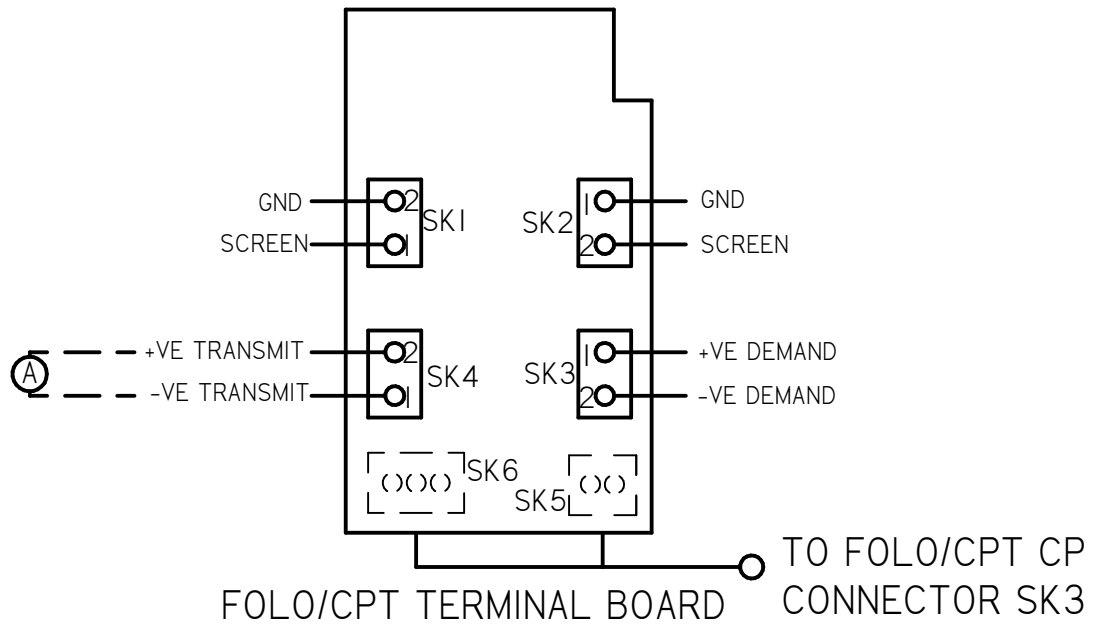 GND
2
SK1
SCREEN
1
1
GND
SK2
2
SCREEN
+VE TRANSMIT
2
SK4
A
-VE TRANSMIT
1
1
+VE DEMAND
SK3
2
-VE DEMAND
SK6
SK5
TO FOLO/CPT CP
CONNECTOR SK3
FOLO/CPT TERMINAL BOARD